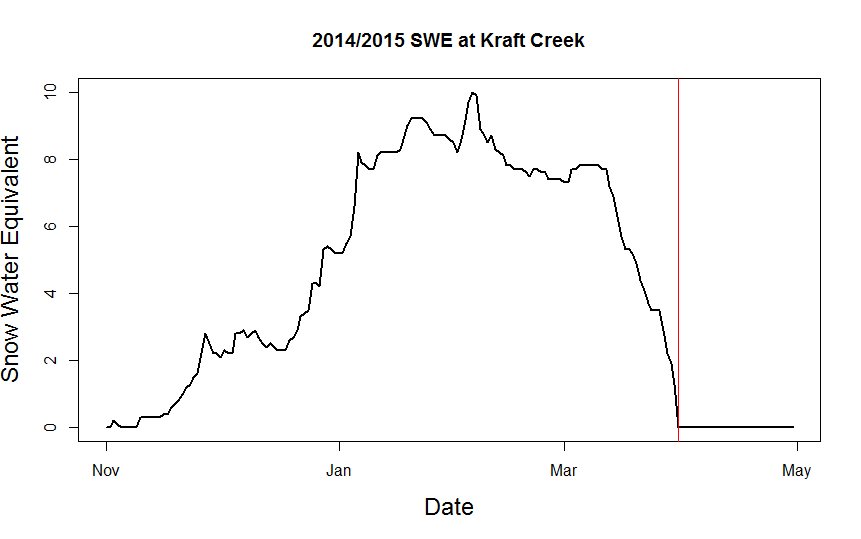 2014/2015 SWE at Kraft Creek
Snow Water Equivalent
10
8
6
4
2
0
Nov
Jan
Mar
May
Date